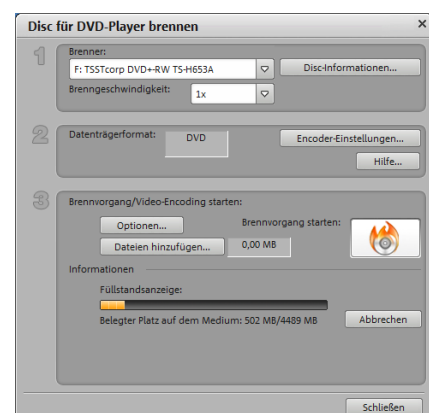 Disc für DVD-Player brennen
1
Brenner:
F: TSSTcorp DVD+-RW TS-H653A
Disc-Informationen...
Brenngeschwindigkeit:
1x
2
Datenträgerformat:
DVD
Encoder-Einstellungen...
Hilfe...
3
Brennvorgang/Video-Encoding starten:
Optionen...
Brennvorgang starten:
Dateien hinzufügen...
0,00 MB
Informationen
Füllstandsanzeige:
Belegter Platz auf dem Medium: 502 MB/4489 MB
Abbrechen
Schließen